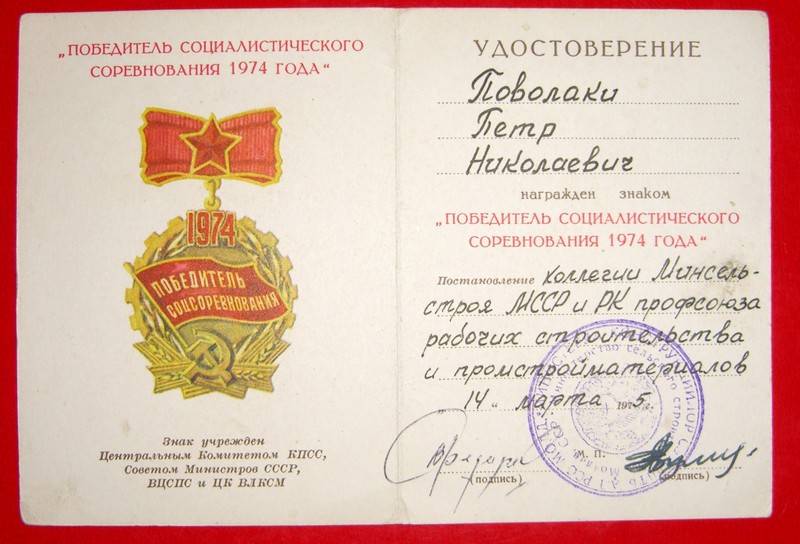 „ПОБЕДИТЕЛЬ СОЦИАЛИСТИЧЕСКОГО
СОРЕВНОВАНИЯ 1974 ГОДА“
1974
ПОБЕДИТЕЛЬ
СОЦСОРЕВНОВАНИЯ
Знак учрежден
Центральным Комитетом КПСС,
Советом Министров СССР,
ВЦСПС и ЦК ВЛКСМ
УДОСТОВЕРЕНИЕ
Поволаки
Петр
Николаевич
награжден знаком
„ПОБЕДИТЕЛЬ СОЦИАЛИСТИЧЕСКОГО
СОРЕВНОВАНИЯ 1974 ГОДА“
Постановление коллегии Минсель-
строя МССР и РК профсоюза
рабочих строительства
и промстройматериалов
„14“ марта 1975г.
М. П.
(подпись) (подпись)